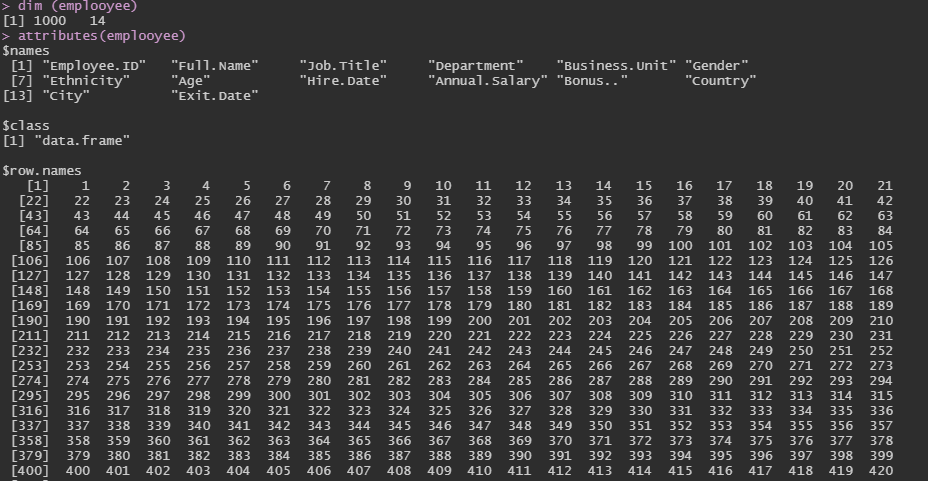 > dim (emplooyee)
[1] 1000   14
> attributes(emplooyee)
$names
 [1] "Employee.ID"   "Full.Name"     "Job.Title"     "Department"    "Business.Unit" "Gender"
 [7] "Ethnicity"     "Age"           "Hire.Date"     "Annual.Salary" "Bonus.."       "Country"
[13] "City"          "Exit.Date"
$class
[1] "data.frame"
$row.names
[1] 1 2 3 4 5 6 7 8 9 10 11 12 13 14 15 16 17 18 19 20 21
[22] 22 23 24 25 26 27 28 29 30 31 32 33 34 35 36 37 38 39 40 41 42
[43] 43 44 45 46 47 48 49 50 51 52 53 54 55 56 57 58 59 60 61 62 63
[64] 64 65 66 67 68 69 70 71 72 73 74 75 76 77 78 79 80 81 82 83 84
[85] 85 86 87 88 89 90 91 92 93 94 95 96 97 98 99 100 101 102 103 104 105
[106] 106 107 108 109 110 111 112 113 114 115 116 117 118 119 120 121 122 123 124 125 126
[127] 127 128 129 130 131 132 133 134 135 136 137 138 139 140 141 142 143 144 145 146 147
[148] 148 149 150 151 152 153 154 155 156 157 158 159 160 161 162 163 164 165 166 167 168
[169] 169 170 171 172 173 174 175 176 177 178 179 180 181 182 183 184 185 186 187 188 189
[190] 190 191 192 193 194 195 196 197 198 199 200 201 202 203 204 205 206 207 208 209 210
[211] 211 212 213 214 215 216 217 218 219 220 221 222 223 224 225 226 227 228 229 230 231
[232] 232 233 234 235 236 237 238 239 240 241 242 243 244 245 246 247 248 249 250 251 252
[253] 253 254 255 256 257 258 259 260 261 262 263 264 265 266 267 268 269 270 271 272 273
[274] 274 275 276 277 278 279 280 281 282 283 284 285 286 287 288 289 290 291 292 293 294
[295] 295 296 297 298 299 300 301 302 303 304 305 306 307 308 309 310 311 312 313 314 315
[316] 316 317 318 319 320 321 322 323 324 325 326 327 328 329 330 331 332 333 334 335 336
[337] 337 338 339 340 341 342 343 344 345 346 347 348 349 350 351 352 353 354 355 356 357
[358] 358 359 360 361 362 363 364 365 366 367 368 369 370 371 372 373 374 375 376 377 378
[379] 379 380 381 382 383 384 385 386 387 388 389 390 391 392 393 394 395 396 397 398 399
[400] 400 401 402 403 404 405 406 407 408 409 410 411 412 413 414 415 416 417 418 419 420